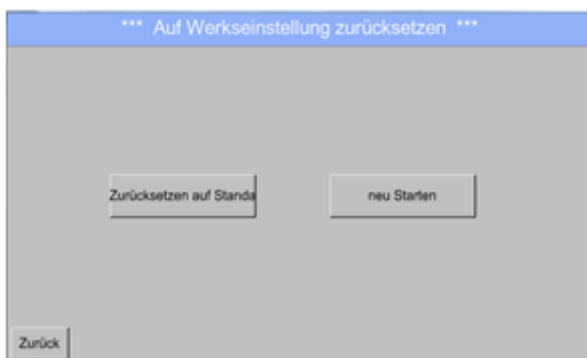 *** Auf Werkseinstellung zurücksetzen ***
Zurücksetzen auf Standa
neu Starten
Zurück